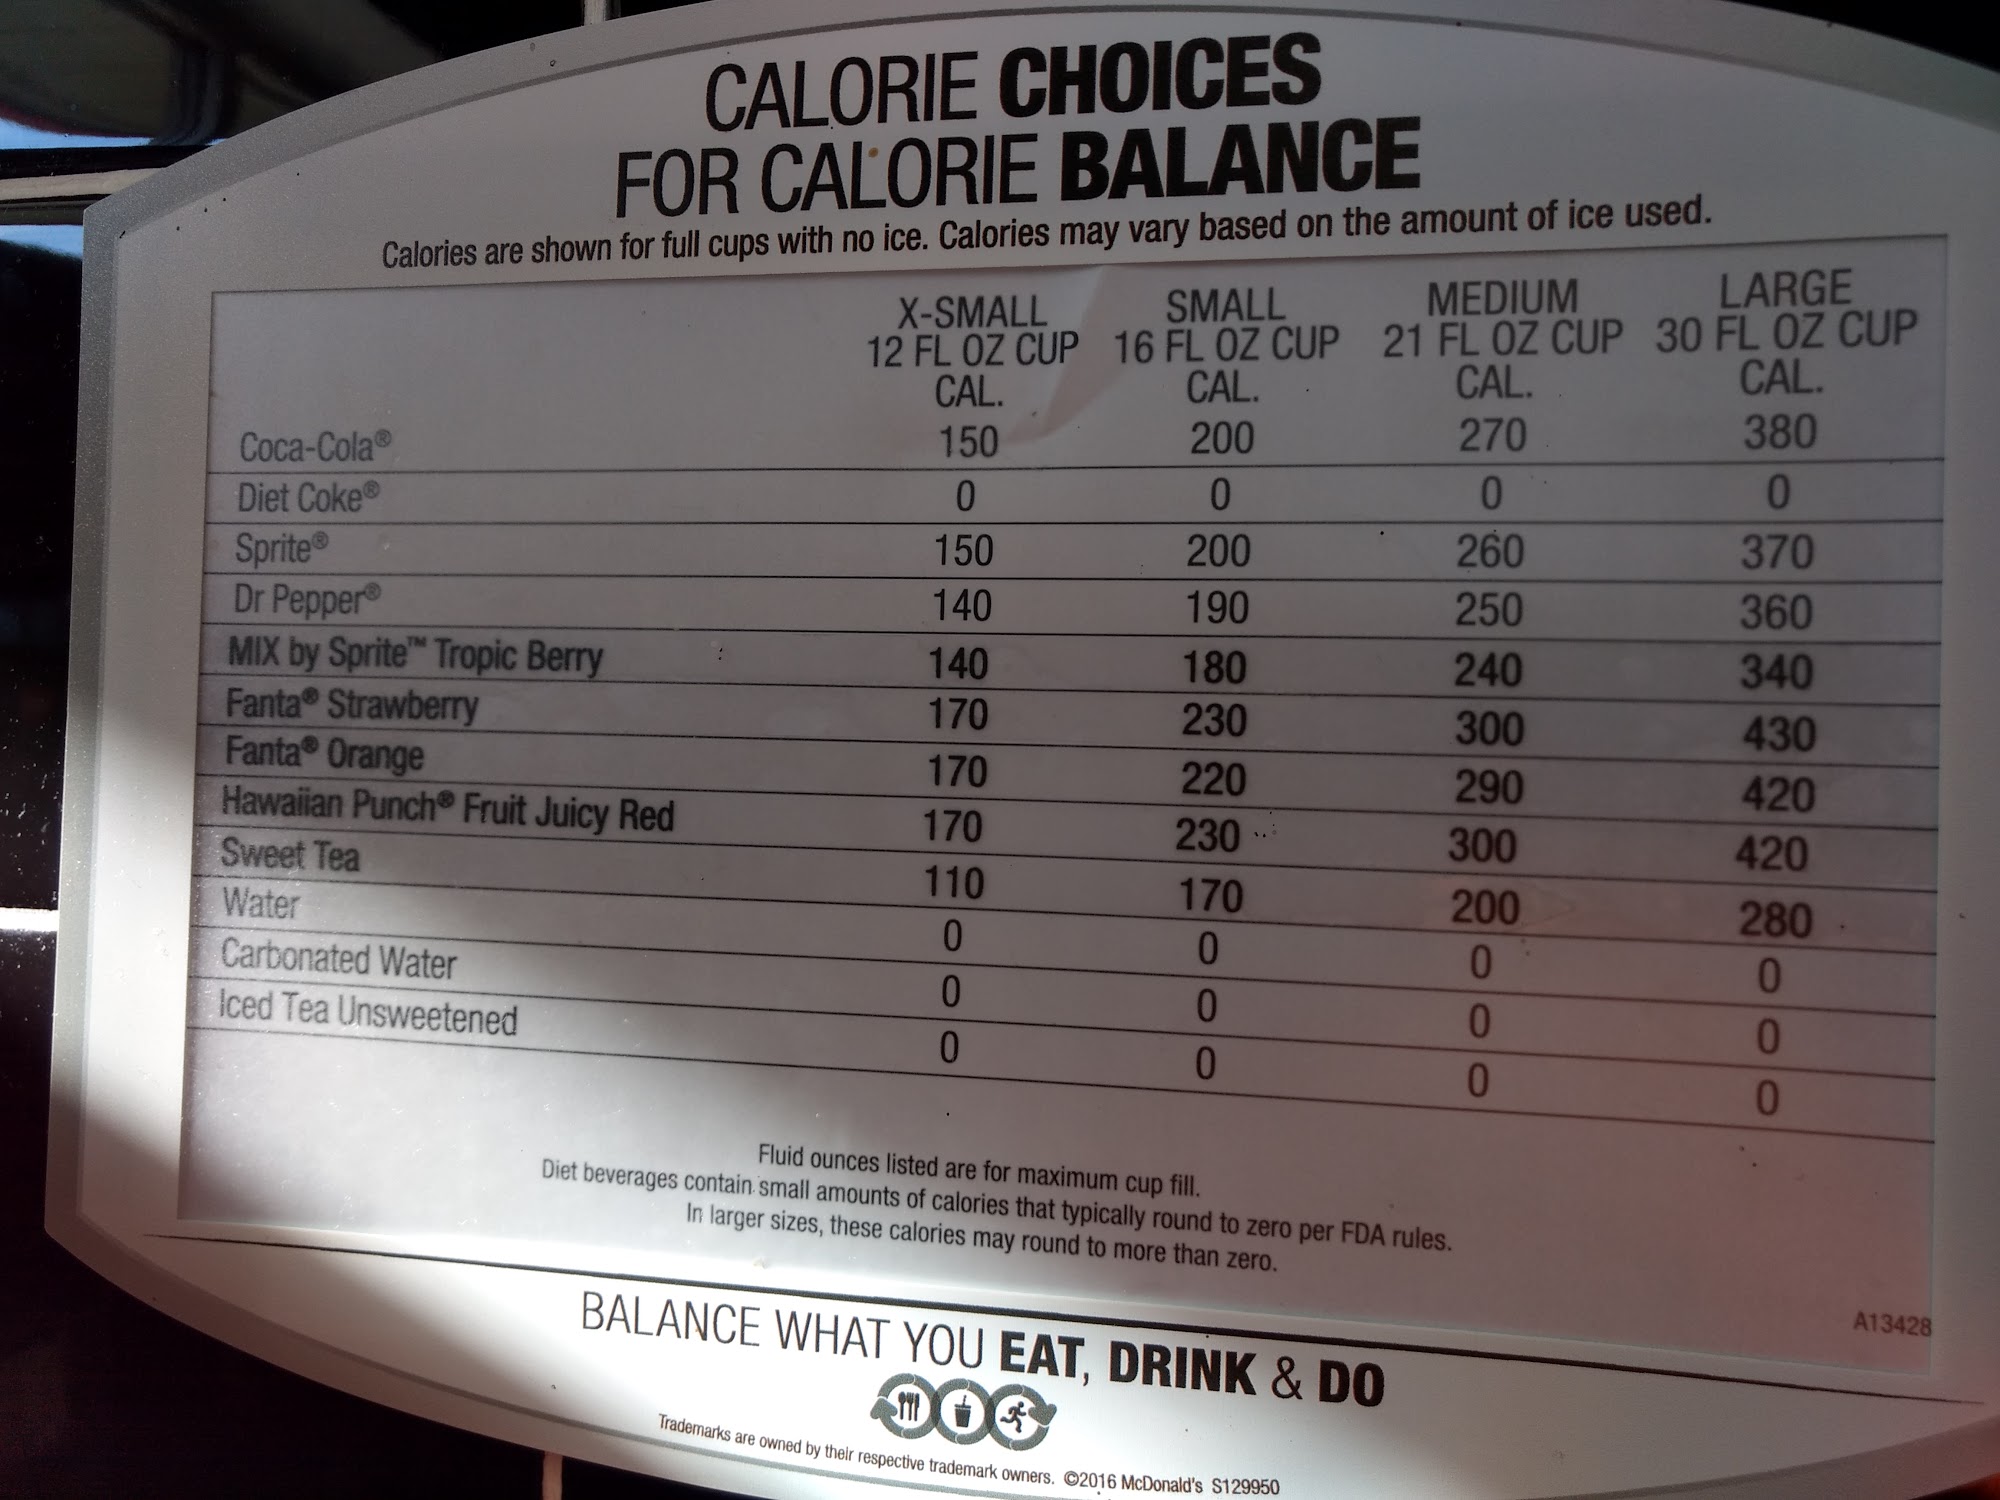 CALORIE CHOICES
FOR CALORIE BALANCE
Calories are shown for full cups with no ice. Calories may vary based on the amount of ice used.
X-SMALL SMALL MEDIUM LARGE
12 FL OZ CUP 16 FL OZ CUP 21 FL OZ CUP 30 FL OZ CUP
CAL. CAL. CAL. CAL.
Coca-Cola® 150 200 270 380
Diet Coke® 0 0 0 0
Sprite® 150 200 260 370
Dr Pepper® 140 190 250 360
MIX by Sprite™ Tropic Berry 140 180 240 340
Fanta® Strawberry 170 230 300 430
Fanta® Orange 170 220 290 420
Hawaiian Punch® Fruit Juicy Red 170 230 300 420
Sweet Tea 110 170 200 280
Water 0 0 0 0
Carbonated Water 0 0 0 0
Iced Tea Unsweetened 0 0 0 0
Fluid ounces listed are for maximum cup fill.
Diet beverages contain small amounts of calories that typically round to zero per FDA rules.
In larger sizes, these calories may round to more than zero.
A13428
BALANCE WHAT YOU EAT, DRINK & DO
Trademarks are owned by their respective trademark owners. ©2016 McDonald's S129950